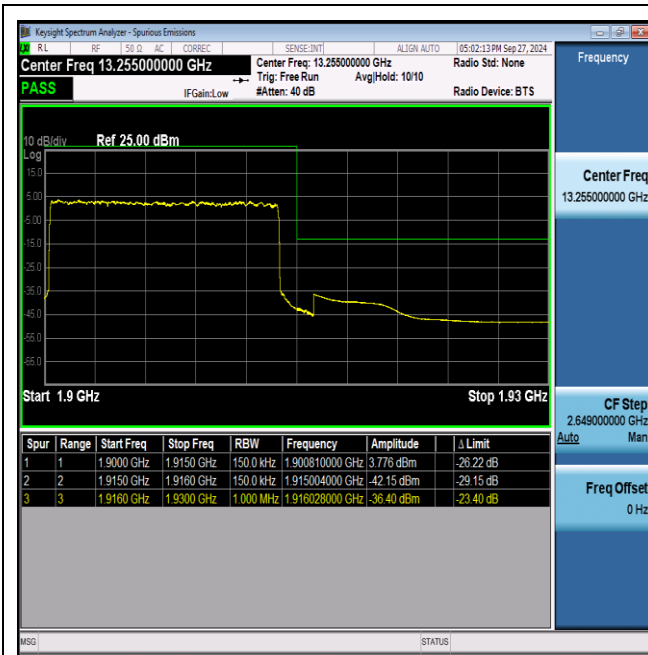 Keysight Spectrum Analyzer - Spurious Emissions
RL RF 50 Ω AC CORREC SENSE:INT ALIGN AUTO 05:02:13 PM Sep 27, 2024
Center Freq 13.255000000 GHz
PASS
IFGain:Low
Center Freq: 13.255000000 GHz
Trig: Free Run Avg|Hold: 10/10
#Atten: 40 dB
Radio Std: None
Radio Device: BTS
10 dB/div Ref 25.00 dBm
Log
15.0
5.00
-5.00
-15.0
-25.0
-35.0
-45.0
-55.0
-65.0
Start 1.9 GHz Stop 1.93 GHz
Spur Range Start Freq Stop Freq RBW Frequency Amplitude Δ Limit
1 1 1.9000 GHz 1.9150 GHz 150.0 kHz 1.900810000 GHz 3.776 dBm -26.22 dB
2 2 1.9150 GHz 1.9160 GHz 150.0 kHz 1.915004000 GHz -42.15 dBm -29.15 dB
3 3 1.9160 GHz 1.9300 GHz 1.000 MHz 1.916028000 GHz -36.40 dBm -23.40 dB
MSG STATUS
Frequency
Center Freq
13.255000000 GHz
CF Step
2.649000000 GHz
Auto Man
Freq Offset
0 Hz